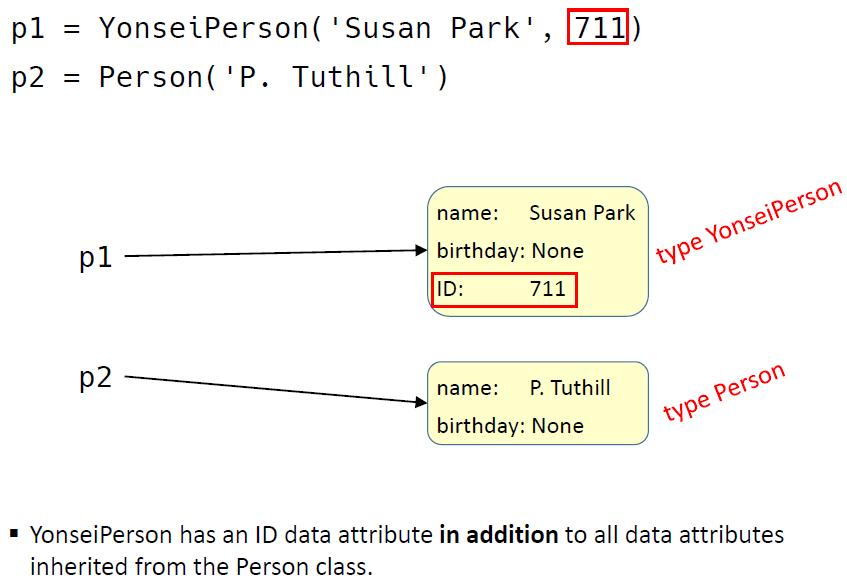 p1 = YonseiPerson('Susan Park', 711)
p2 = Person('P. Tuthill')
name: Susan Park
birthday: None
ID: 711
type YonseiPerson
p1
p2
name: P. Tuthill
birthday: None
type Person
▪ YonseiPerson has an ID data attribute in addition to all data attributes
inherited from the Person class.